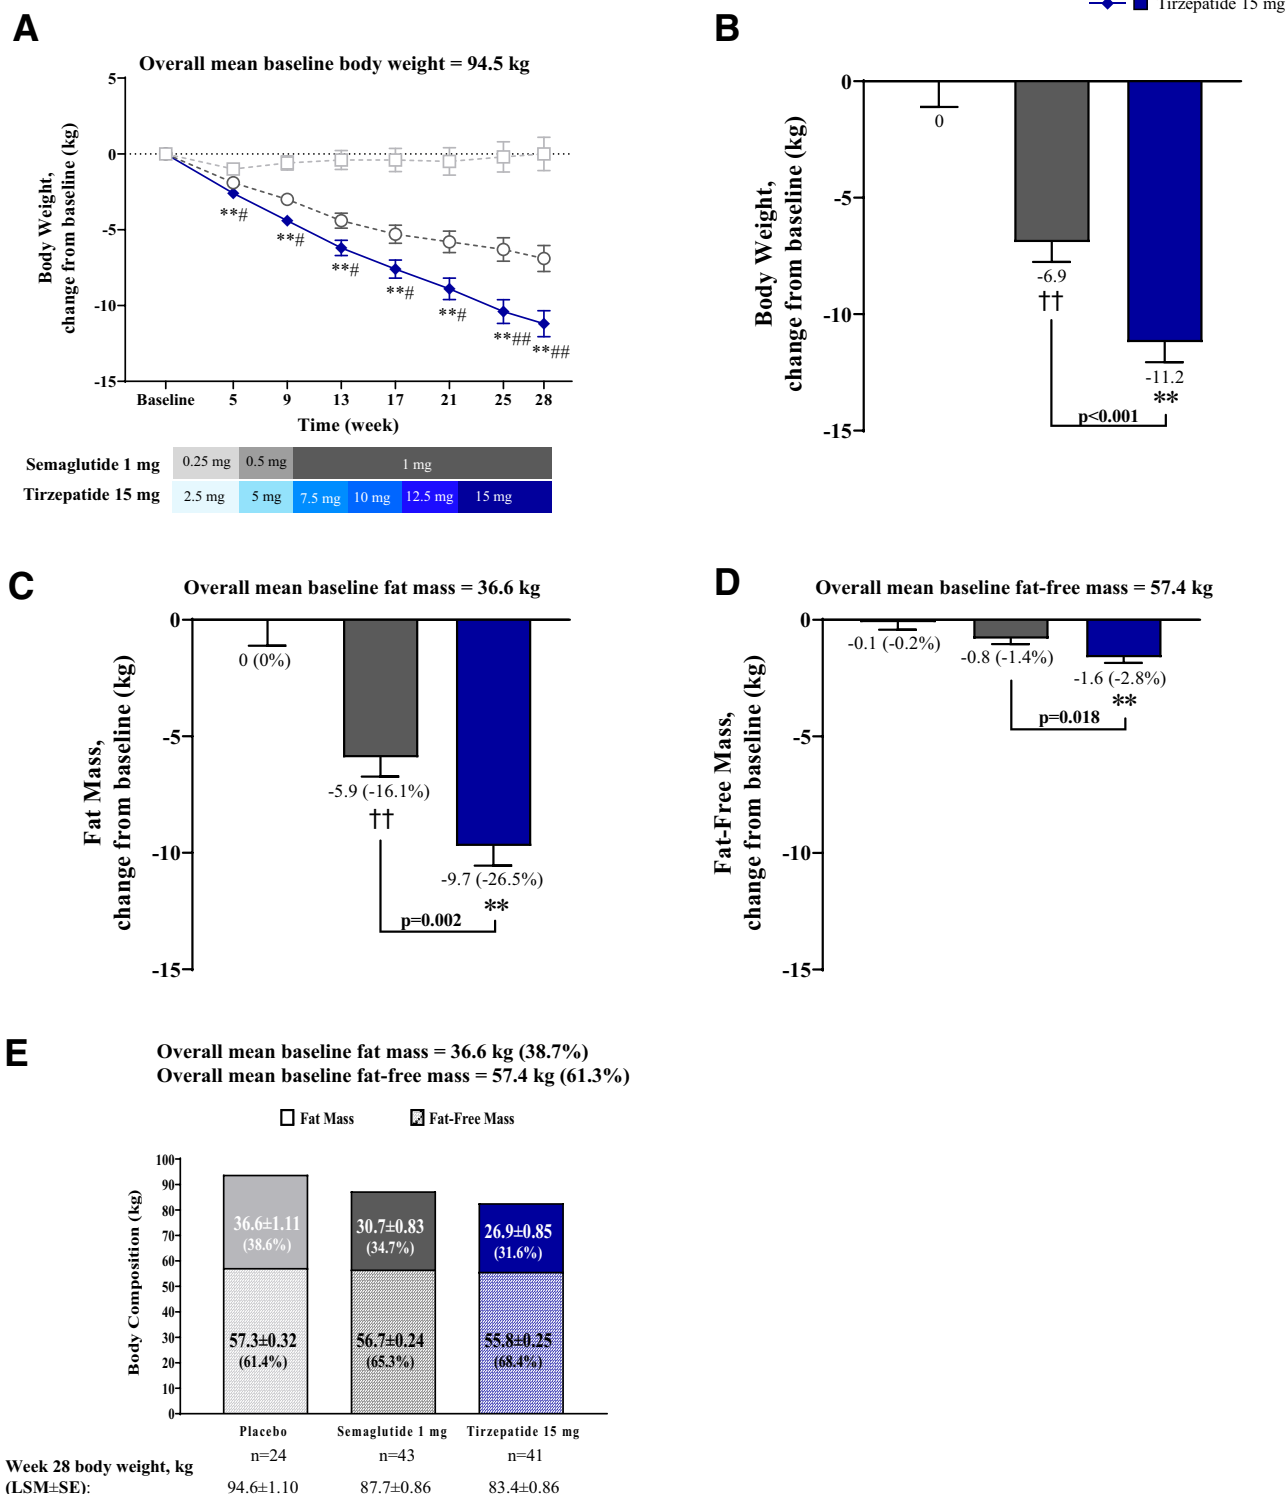 Tirzepatide 15 mg
A
Overall mean baseline body weight = 94.5 kg
Body Weight,
change from baseline (kg)
5
0
-5
-10
-15
**#
**#
**#
**#
**#
**##
**##
Baseline 5 9 13 17 21 25 28
Time (week)
Semaglutide 1 mg 0.25 mg 0.5 mg 1 mg
Tirzepatide 15 mg 2.5 mg 5 mg 7.5 mg 10 mg 12.5 mg 15 mg
B
Body Weight,
change from baseline (kg)
0
-5
-10
-15
0
-6.9
††
-11.2
**
p<0.001
C
Overall mean baseline fat mass = 36.6 kg
Fat Mass,
change from baseline (kg)
0
-5
-10
-15
0 (0%)
-5.9 (-16.1%)
††
-9.7 (-26.5%)
**
p=0.002
D
Overall mean baseline fat-free mass = 57.4 kg
Fat-Free Mass,
change from baseline (kg)
0
-5
-10
-15
-0.1 (-0.2%)
-0.8 (-1.4%)
-1.6 (-2.8%)
**
p=0.018
E
Overall mean baseline fat mass = 36.6 kg (38.7%)
Overall mean baseline fat-free mass = 57.4 kg (61.3%)
Fat Mass Fat-Free Mass
Body Composition (kg)
100
90
80
70
60
50
40
30
20
10
0
36.6±1.11
(38.6%)
30.7±0.83
(34.7%)
26.9±0.85
(31.6%)
57.3±0.32
(61.4%)
56.7±0.24
(65.3%)
55.8±0.25
(68.4%)
Placebo Semaglutide 1 mg Tirzepatide 15 mg
n=24 n=43 n=41
Week 28 body weight, kg
(LSM±SE): 94.6±1.10 87.7±0.86 83.4±0.86